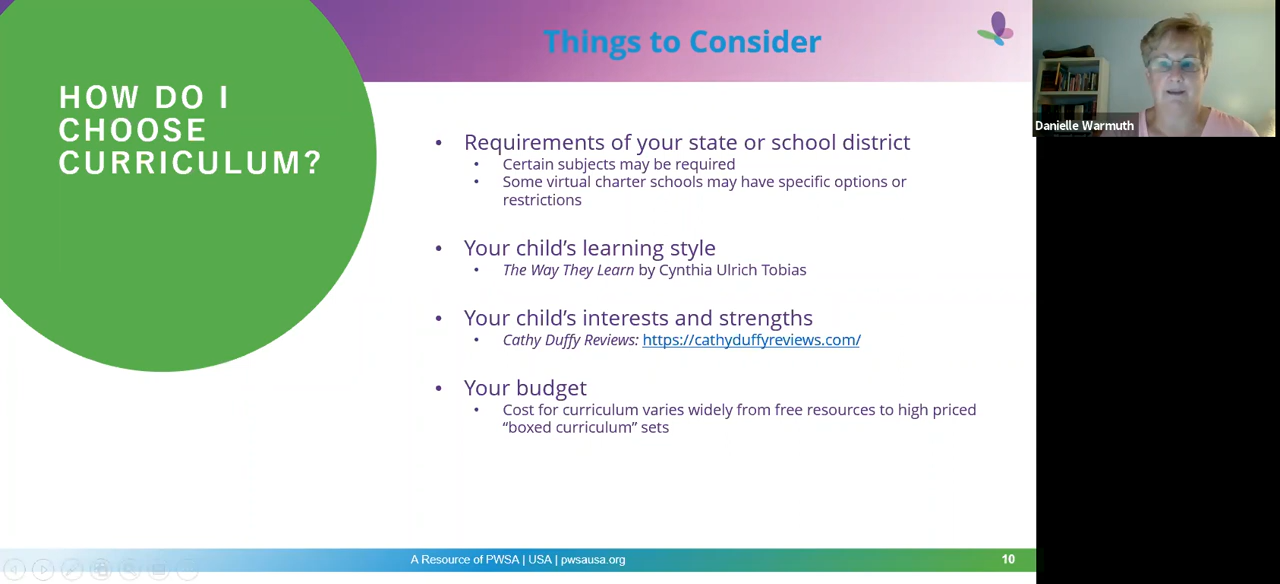 HOW DO I
CHOOSE
CURRICULUM?
Things to Consider
• Requirements of your state or school district
• Certain subjects may be required
• Some virtual charter schools may have specific options or
restrictions
• Your child’s learning style
• The Way They Learn by Cynthia Ulrich Tobias
• Your child’s interests and strengths
• Cathy Duffy Reviews: https://cathyduffyreviews.com/
• Your budget
• Cost for curriculum varies widely from free resources to high priced
“boxed curriculum” sets
A Resource of PWSA | USA | pwsausa.org
10
Danielle Warmuth